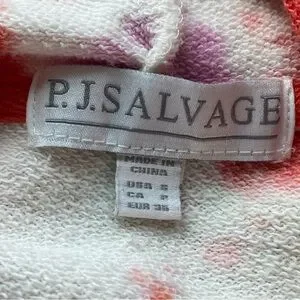 P.J.SALVAGE
MADE IN
CHINA
USA S
CA P
EUR 36